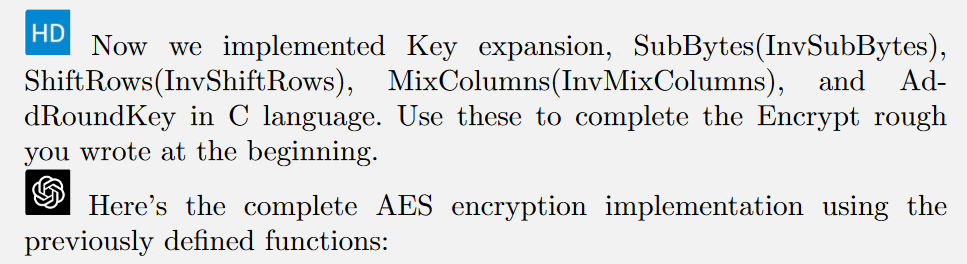 HD Now we implemented Key expansion, SubBytes(InvSubBytes),
ShiftRows(InvShiftRows), MixColumns(InvMixColumns), and Ad-
dRoundKey in C language. Use these to complete the Encrypt rough
you wrote at the beginning.
Here's the complete AES encryption implementation using the
previously defined functions: